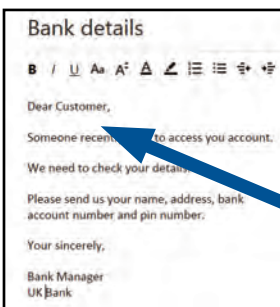 Bank details
B I U Aa A A
Dear Customer,
Someone recent to access you account.
We need to check your details
Please send us your name, address, bank
account number and pin number.
Your sincerely,
Bank Manager
UK Bank